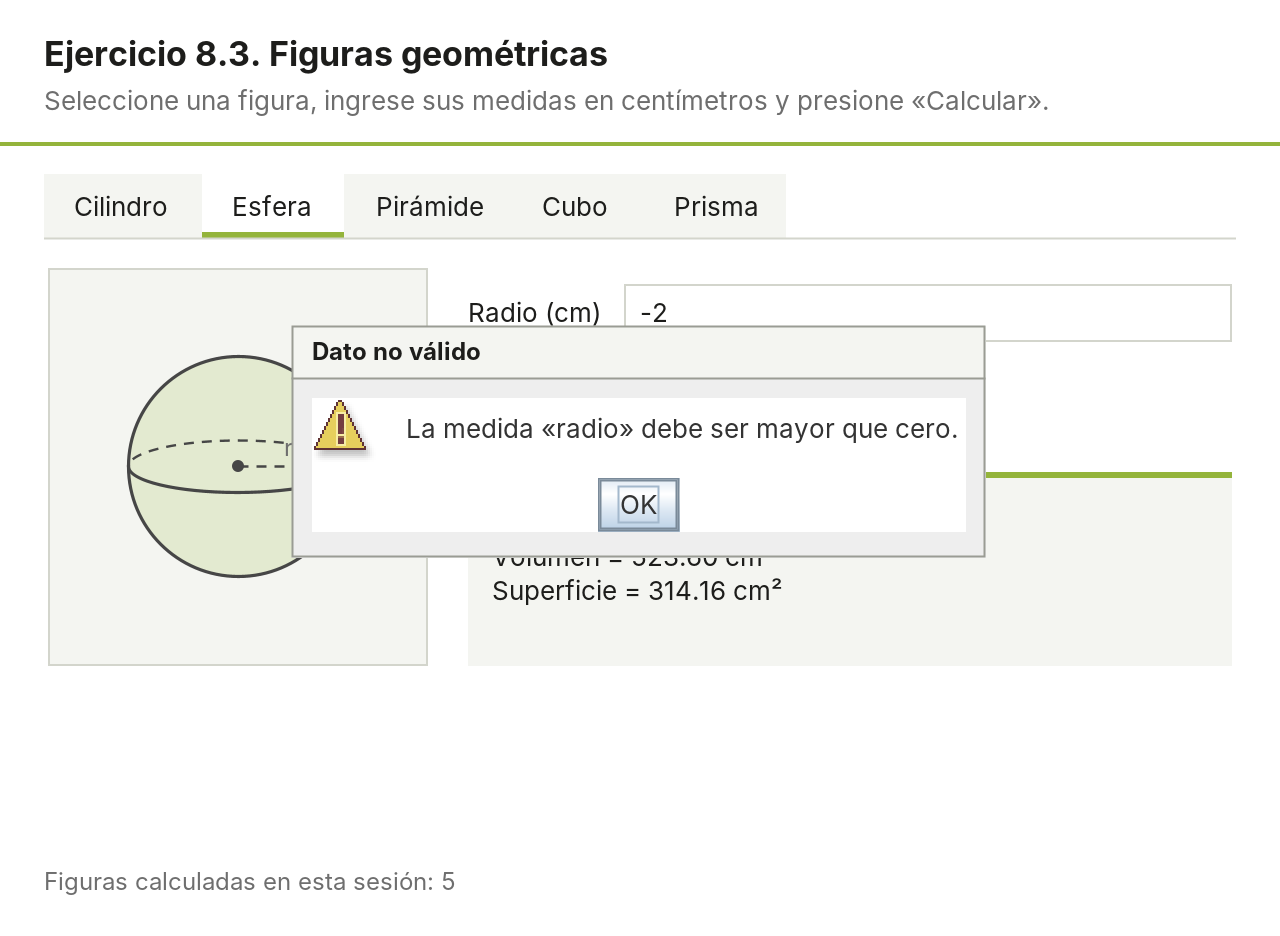 Ejercicio 8.3. Figuras geométricas
Seleccione una figura, ingrese sus medidas en centímetros y presione «Calcular».
Cilindro Esfera Pirámide Cubo Prisma
Radio (cm) -2
Dato no válido
La medida «radio» debe ser mayor que cero.
OK
Superficie = 314.16 cm²
Figuras calculadas en esta sesión: 5